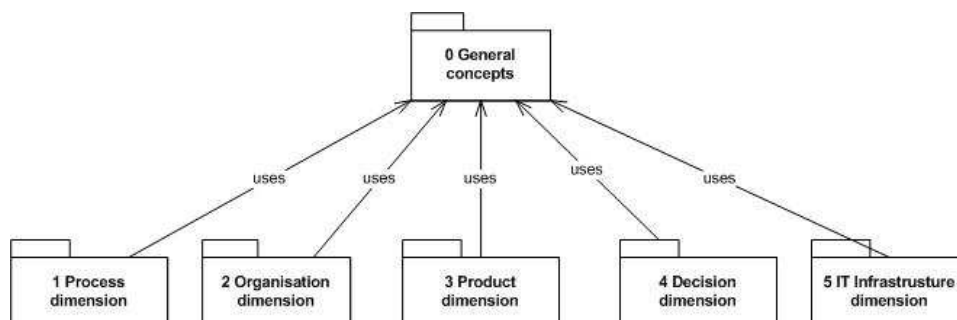 0 General
concepts
uses
uses
uses
uses
uses
1 Process
dimension
2 Organisation
dimension
3 Product
dimension
4 Decision
dimension
5 IT Infrastrusture
dimension